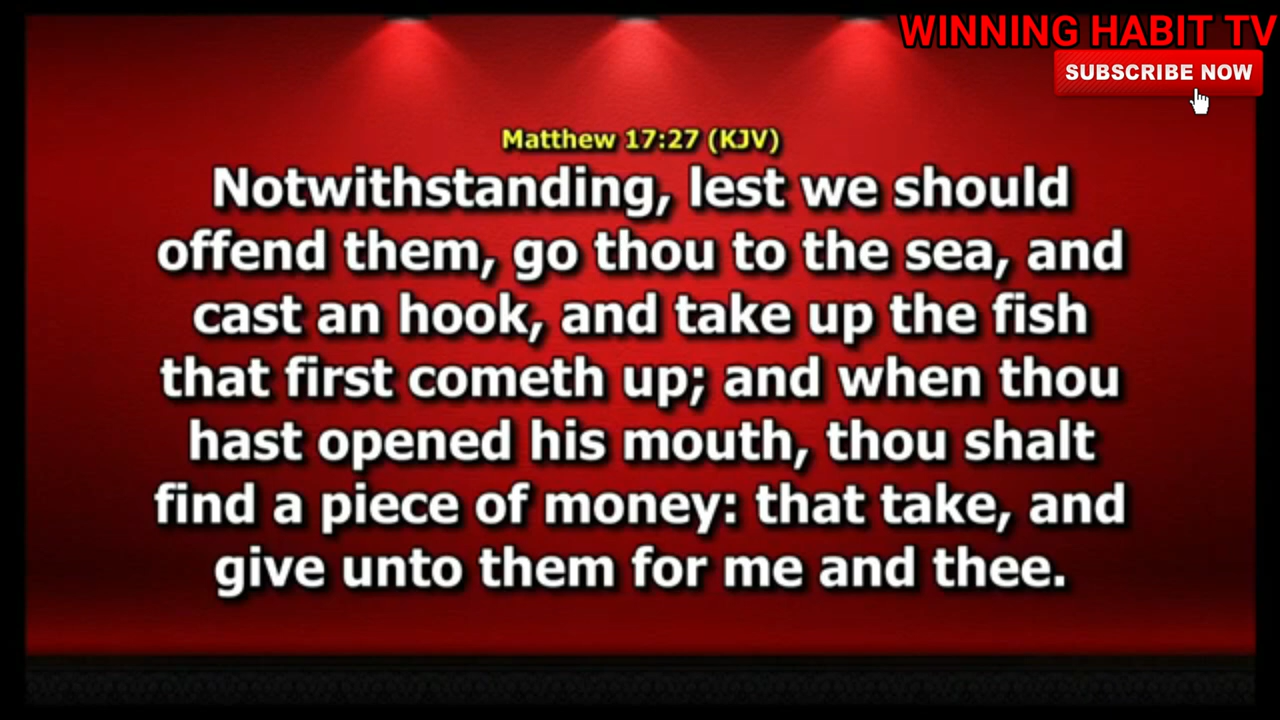 WINNING HABIT TV
SUBSCRIBE NOW
Matthew 17:27 (KJV)
Notwithstanding, lest we should
offend them, go thou to the sea, and
cast an hook, and take up the fish
that first cometh up; and when thou
hast opened his mouth, thou shalt
find a piece of money: that take, and
give unto them for me and thee.